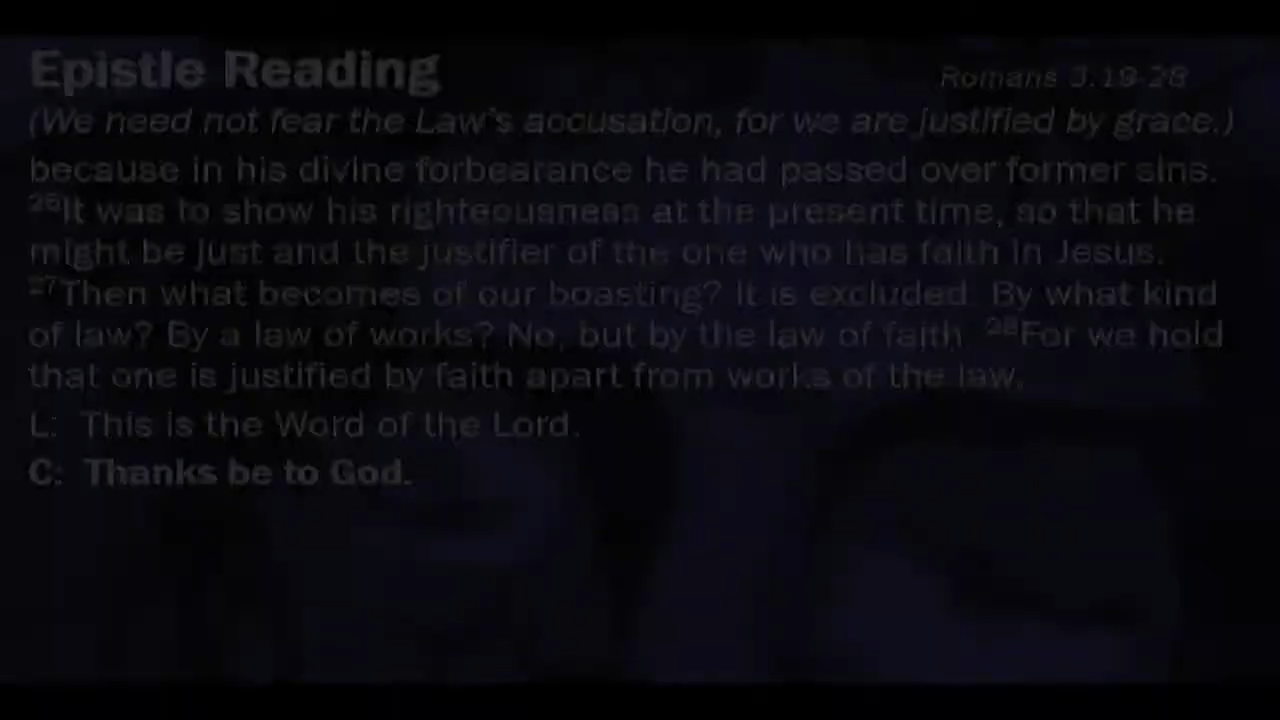 Epistle Reading Romans 3.19-28
(We need not fear the Law's accusation, for we are justified by grace.)
because in his divine forbearance he had passed over former sins.
26It was to show his righteousness at the present time, so that he
might be just and the justifier of the one who has faith in Jesus.
27Then what becomes of our boasting? It is excluded. By what kind
of law? By a law of works? No, but by the law of faith. 28For we hold
that one is justified by faith apart from works of the law.
L: This is the Word of the Lord.
C: Thanks be to God.